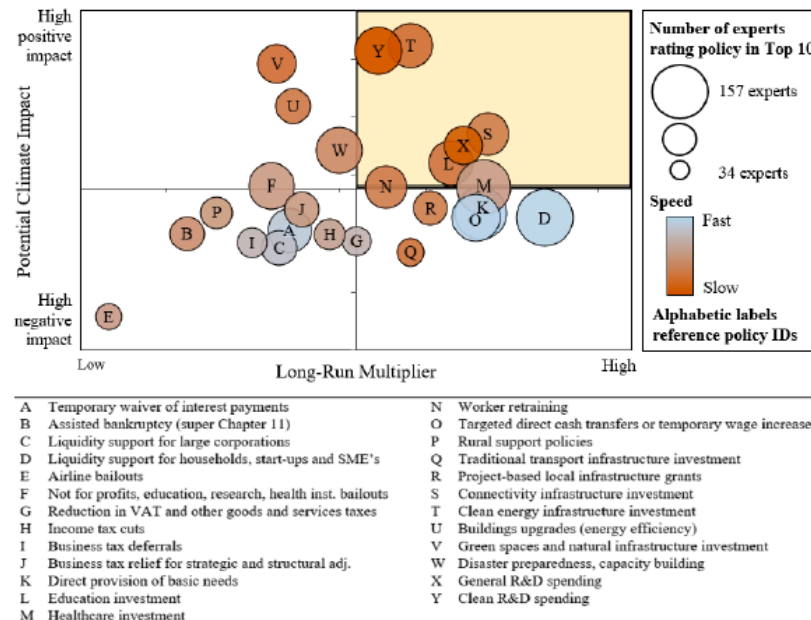 High
positive
impact
Potential Climate Impact
High
negative
impact
V
U
Y
T
W
S
X
L
F
N
M
P
J
R
K
O
D
B
A
I
C
H
G
Q
E
Low
Long-Run Multiplier
High
Number of experts
rating policy in Top 10
157 experts
34 experts
Speed
Fast
Slow
Alphabetic labels
reference policy IDs
A Temporary waiver of interest payments
B Assisted bankruptcy (super Chapter 11)
C Liquidity support for large corporations
D Liquidity support for households, start-ups and SME's
E Airline bailouts
F Not for profits, education, research, health inst. bailouts
G Reduction in VAT and other goods and services taxes
H Income tax cuts
I Business tax deferrals
J Business tax relief for strategic and structural adj.
K Direct provision of basic needs
L Education investment
M Healthcare investment
N Worker retraining
O Targeted direct cash transfers or temporary wage increase
P Rural support policies
Q Traditional transport infrastructure investment
R Project-based local infrastructure grants
S Connectivity infrastructure investment
T Clean energy infrastructure investment
U Buildings upgrades (energy efficiency)
V Green spaces and natural infrastructure investment
W Disaster preparedness, capacity building
X General R&D spending
Y Clean R&D spending